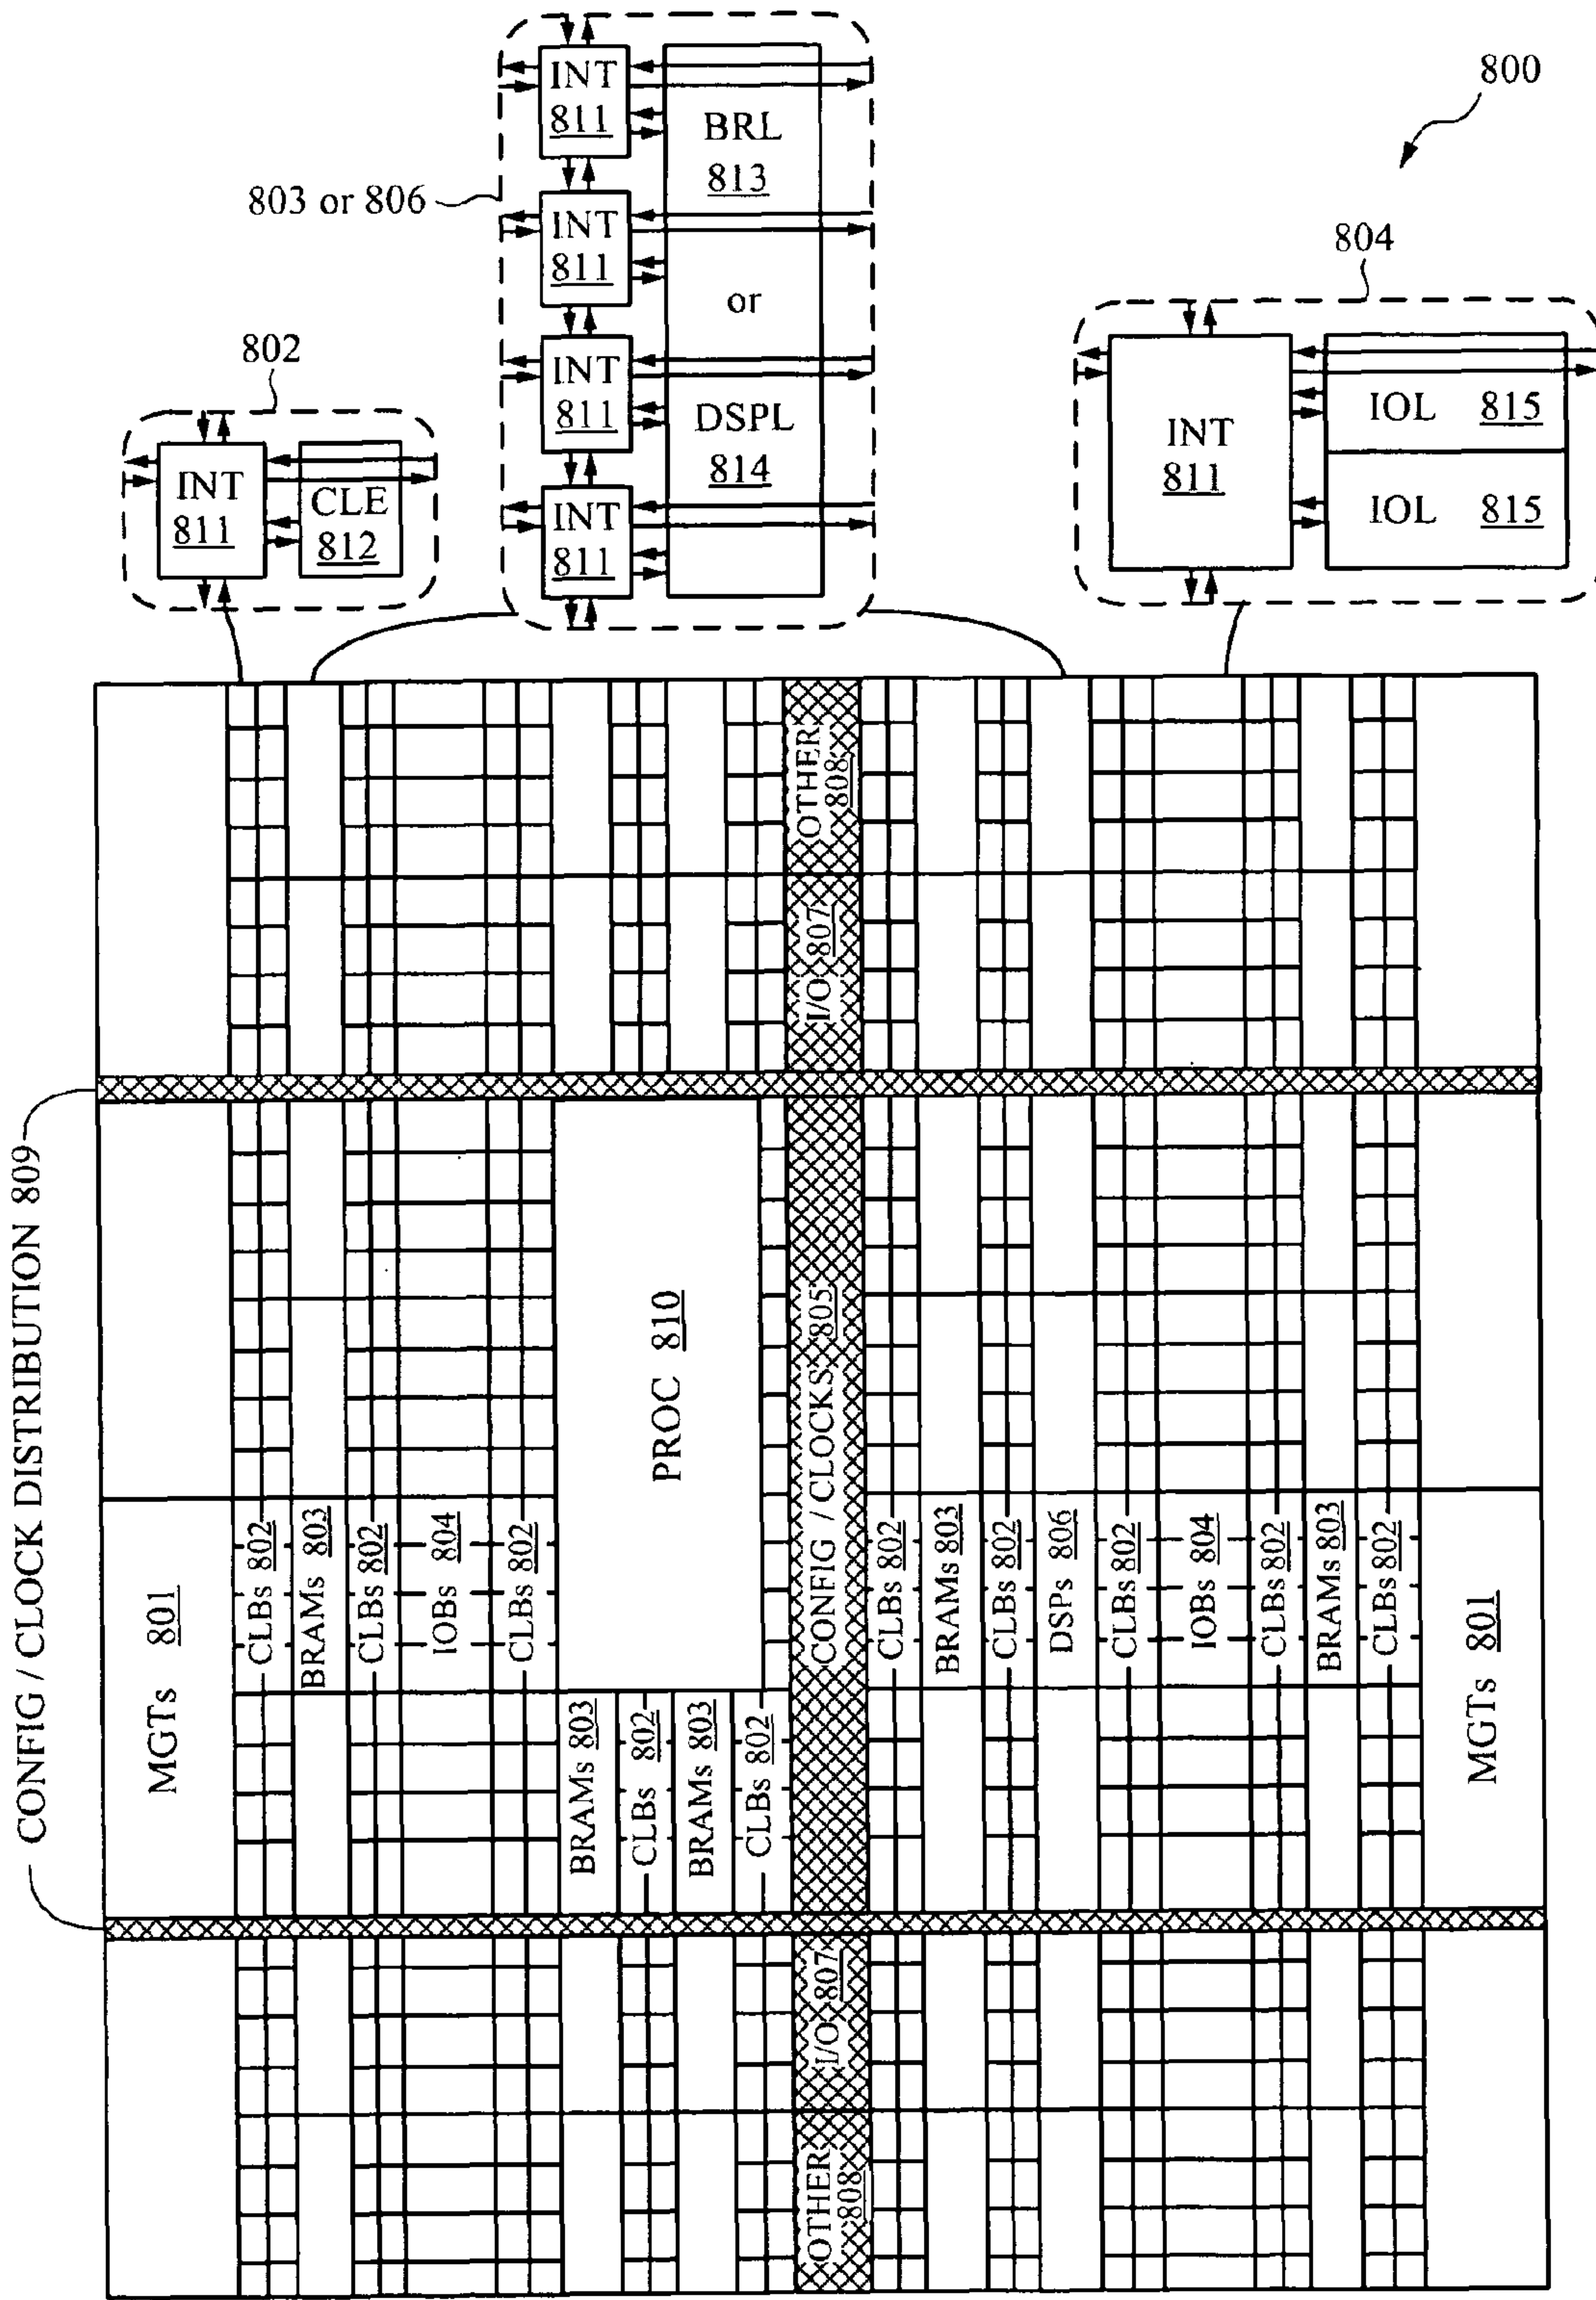 800
803 or 806
INT
811
INT
811
INT
811
INT
811
BRL
813
or
DSPL
814
802
INT
811
CLE
812
804
INT
811
IOL 815
IOL 815
CONFIG / CLOCK DISTRIBUTION 809
OTHER
808
I/O 807
PROC 810
CONFIG / CLOCKS 805
MGTs 801
CLBs 802
BRAMs 803
CLBs 802
IOBs 804
CLBs 802
BRAMs 803
CLBs 802
BRAMs 803
CLBs 802
CLBs 802
BRAMs 803
CLBs 802
DSPs 806
CLBs 802
IOBs 804
CLBs 802
BRAMs 803
CLBs 802
MGTs 801
I/O 807
OTHER
808